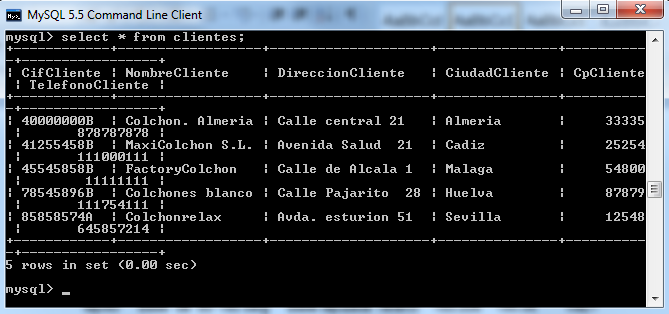 MySQL 5.5 Command Line Client
mysql> select * from clientes;
+------------+------------------+--------------------+----------------+----------
-+-----------------+
¦ CifCliente ¦ NombreCliente    ¦ DireccionCliente   ¦ CiudadCliente  ¦ CpCliente
 ¦ TelefonoCliente ¦
+------------+------------------+--------------------+----------------+----------
-+-----------------+
¦ 40000000B  ¦ Colchon. Almeria ¦ Calle central 21   ¦ Almeria        ¦     33335
 ¦       878787878 ¦
¦ 41255458B  ¦ MaxiColchon S.L. ¦ Avenida Salud  21  ¦ Cadiz          ¦     25254
 ¦       111000111 ¦
¦ 45545858B  ¦ FactoryColchon   ¦ Calle de Alcala 1  ¦ Malaga         ¦     54800
 ¦        11111111 ¦
¦ 78545896B  ¦ Colchones blanco ¦ Calle Pajarito  28 ¦ Huelva         ¦     87879
 ¦       111754111 ¦
¦ 85858574A  ¦ Colchonrelax     ¦ Avda. esturion 51  ¦ Sevilla        ¦     12548
 ¦       645857214 ¦
+------------+------------------+--------------------+----------------+----------
-+-----------------+
5 rows in set (0.00 sec)
mysql> _